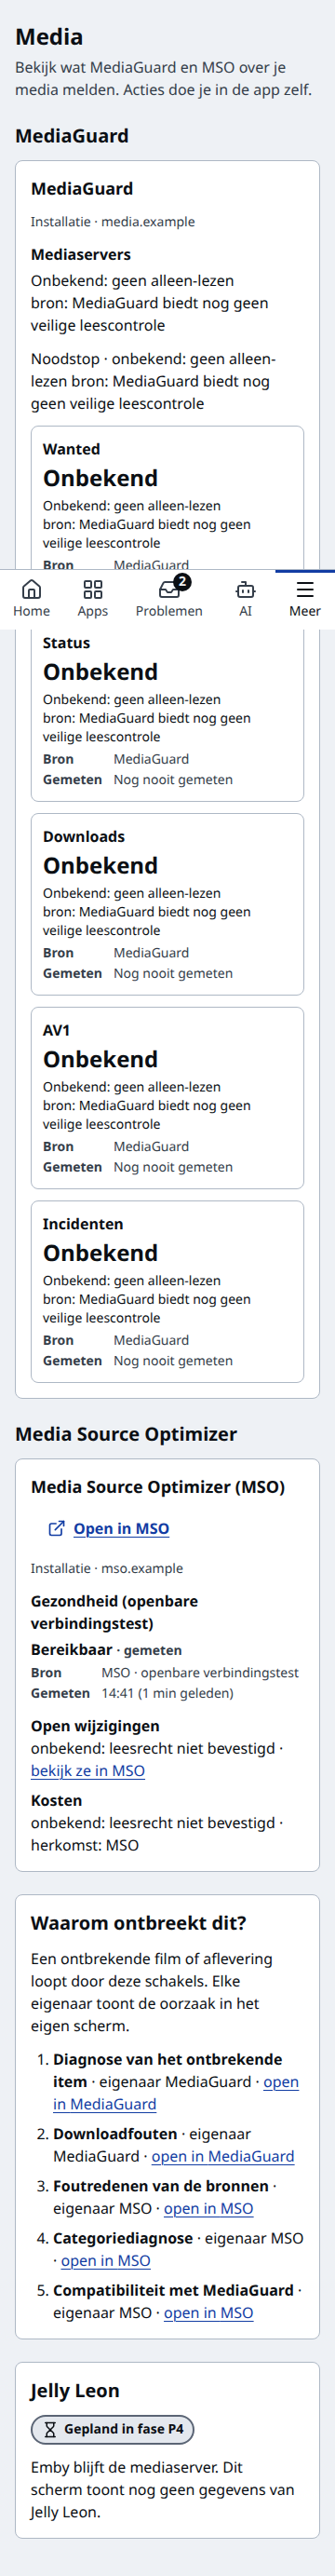 Media
Bekijk wat MediaGuard en MSO over je
media melden. Acties doe je in de app zelf.
MediaGuard
MediaGuard
Installatie · media.example
Mediaservers
Onbekend: geen alleen-lezen
bron: MediaGuard biedt nog geen
veilige leescontrole
Noodstop · onbekend: geen alleen-
lezen bron: MediaGuard biedt nog
geen veilige leescontrole
Wanted
Onbekend
Onbekend: geen alleen-lezen
bron: MediaGuard biedt nog geen
veilige leescontrole
Bron MediaGuard
2
Home Apps Problemen AI Meer
Status
Onbekend
Onbekend: geen alleen-lezen
bron: MediaGuard biedt nog geen
veilige leescontrole
Bron MediaGuard
Gemeten Nog nooit gemeten
Downloads
Onbekend
Onbekend: geen alleen-lezen
bron: MediaGuard biedt nog geen
veilige leescontrole
Bron MediaGuard
Gemeten Nog nooit gemeten
AV1
Onbekend
Onbekend: geen alleen-lezen
bron: MediaGuard biedt nog geen
veilige leescontrole
Bron MediaGuard
Gemeten Nog nooit gemeten
Incidenten
Onbekend
Onbekend: geen alleen-lezen
bron: MediaGuard biedt nog geen
veilige leescontrole
Bron MediaGuard
Gemeten Nog nooit gemeten
Media Source Optimizer
Media Source Optimizer (MSO)
Open in MSO
Installatie · mso.example
Gezondheid (openbare
verbindingstest)
Bereikbaar · gemeten
Bron MSO · openbare verbindingstest
Gemeten 14:41 (1 min geleden)
Open wijzigingen
onbekend: leesrecht niet bevestigd ·
bekijk ze in MSO
Kosten
onbekend: leesrecht niet bevestigd ·
herkomst: MSO
Waarom ontbreekt dit?
Een ontbrekende film of aflevering
loopt door deze schakels. Elke
eigenaar toont de oorzaak in het
eigen scherm.
1. Diagnose van het ontbrekende
item · eigenaar MediaGuard · open
in MediaGuard
2. Downloadfouten · eigenaar
MediaGuard · open in MediaGuard
3. Foutredenen van de bronnen ·
eigenaar MSO · open in MSO
4. Categoriediagnose · eigenaar MSO
· open in MSO
5. Compatibiliteit met MediaGuard ·
eigenaar MSO · open in MSO
Jelly Leon
Gepland in fase P4
Emby blijft de mediaserver. Dit
scherm toont nog geen gegevens van
Jelly Leon.